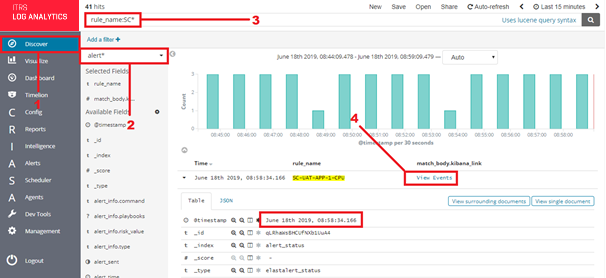 ITRS
LOG ANALYTICS
41 hits
New Save Open Share Auto-refresh Last 15 minutes
rule_name:SC*
3
Uses lucene query syntax
Add a filter +
Discover
alert*
June 18th 2019, 08:44:09.478 - June 18th 2019, 08:59:09.479 — Auto
Visualize
Selected Fields
1
2
Dashboard
t rule_name
Timelion
# match_body.ki...
C Config
Available Fields
R Reports
@timestamp
I Intelligence
t _id
A Alerts
t _index
S Scheduler
# _score
A Agents
t _type
Dev Tools
t alert_info.command
Management
? alert_info.playbooks
t alert_info.riskvalue
t alert_info.type
alert_sent
alert_time
Count
3
2
1
0
08:45:00 08:46:00 08:47:00 08:48:00 08:49:00 08:50:00 08:51:00 08:52:00 08:53:00 08:54:00 08:55:00 08:56:00 08:57:00 08:58:00
@timestamp per 30 seconds
4
Time rule_name match_body.kibana_link
June 18th 2019, 08:58:34.166 SC-UAT-APP-1-CPU View Events
Table JSON
View surrounding documents View single document
@timestamp June 18th 2019, 08:58:34.166
t _id
t _index alert_status
# _score -
t _type elastalert_status